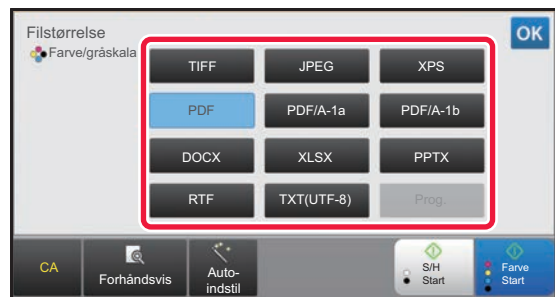 Filstørrelse
OK
Farve/gråskala
TIFF
JPEG
XPS
PDF
PDF/A-1a
PDF/A-1b
DOCX
XLSX
PPTX
RTF
TXT(UTF-8)
Prog.
CA
Forhåndsvis
Auto-
indstil
S/H
Start
Farve
Start